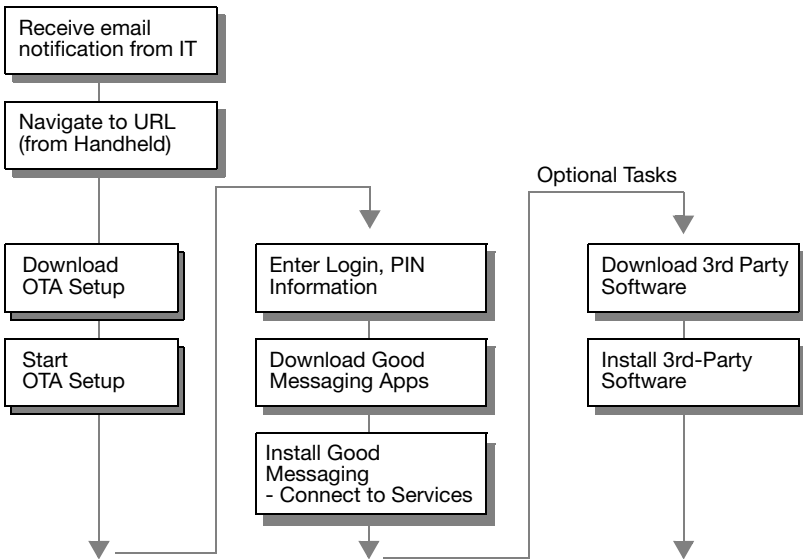 Receive email
notification from IT
Navigate to URL
(from Handheld)
Download
OTA Setup
Start
OTA Setup
Enter Login, PIN
Information
Download Good
Messaging Apps
Install Good
Messaging
- Connect to Services
Optional Tasks
Download 3rd Party
Software
Install 3rd-Party
Software